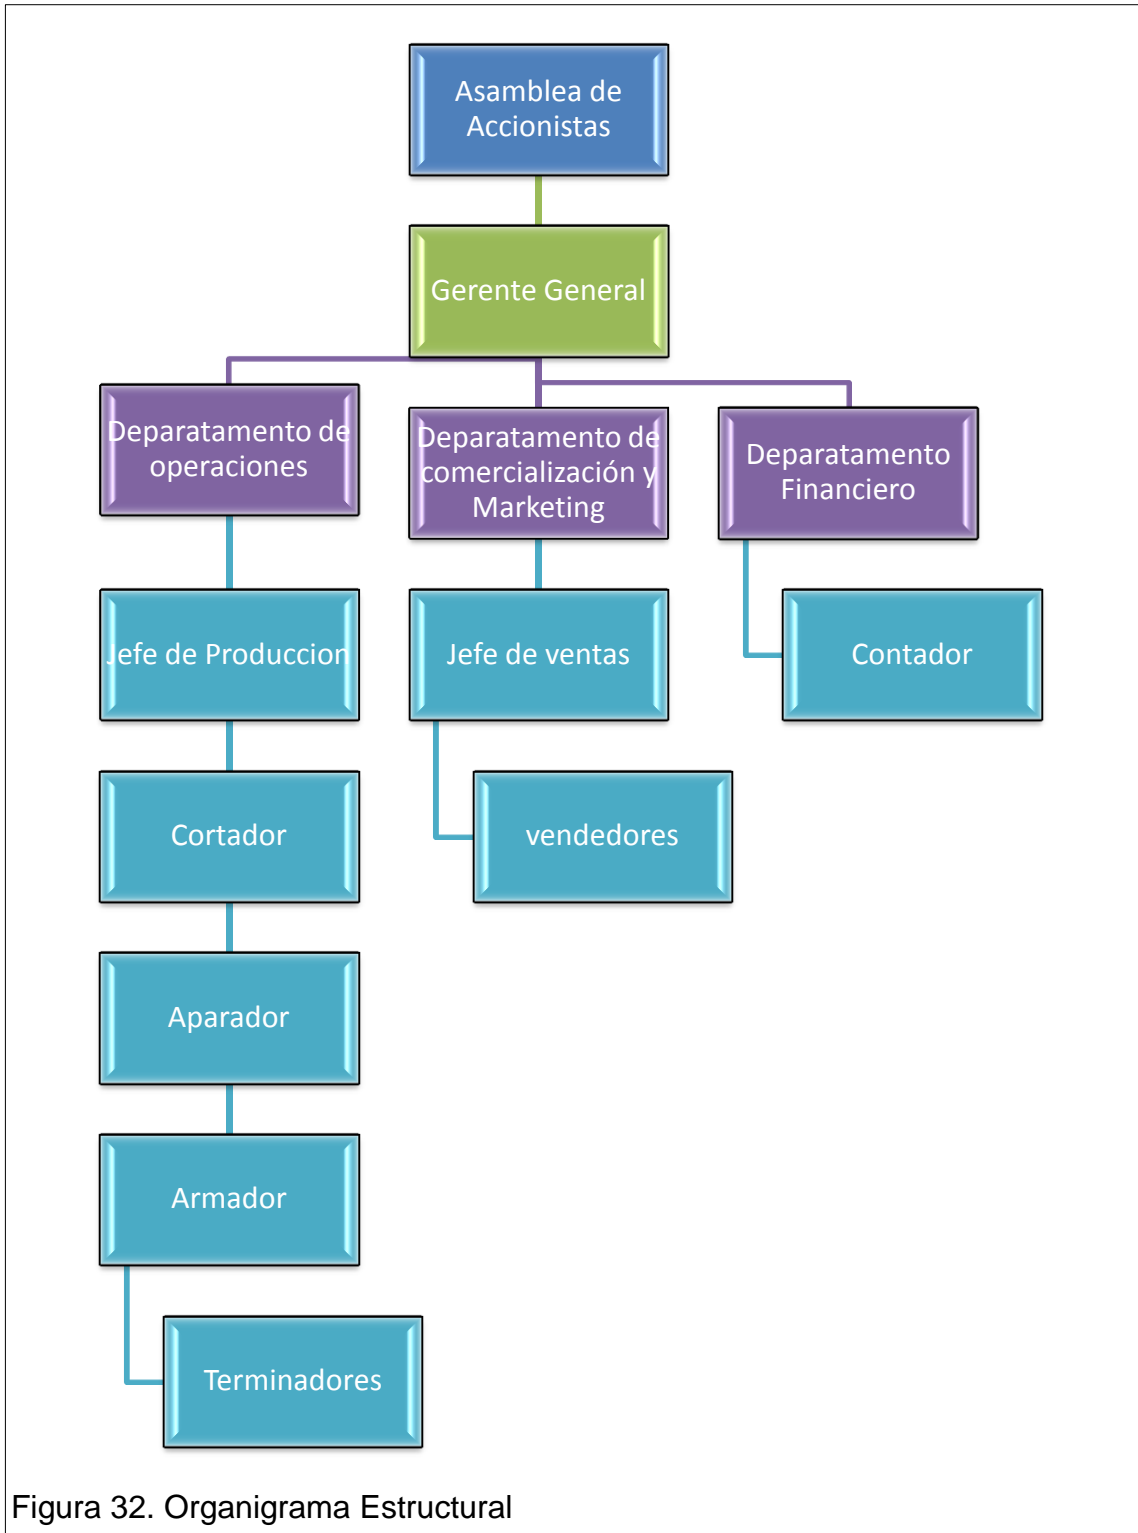 Asamblea de
Accionistas
Gerente General
Deparatamento de
operaciones
Deparatamento de
comercialización y
Marketing
Deparatamento
Financiero
Jefe de Produccion
Jefe de ventas
Contador
Cortador
vendedores
Aparador
Armador
Terminadores
Figura 32. Organigrama Estructural